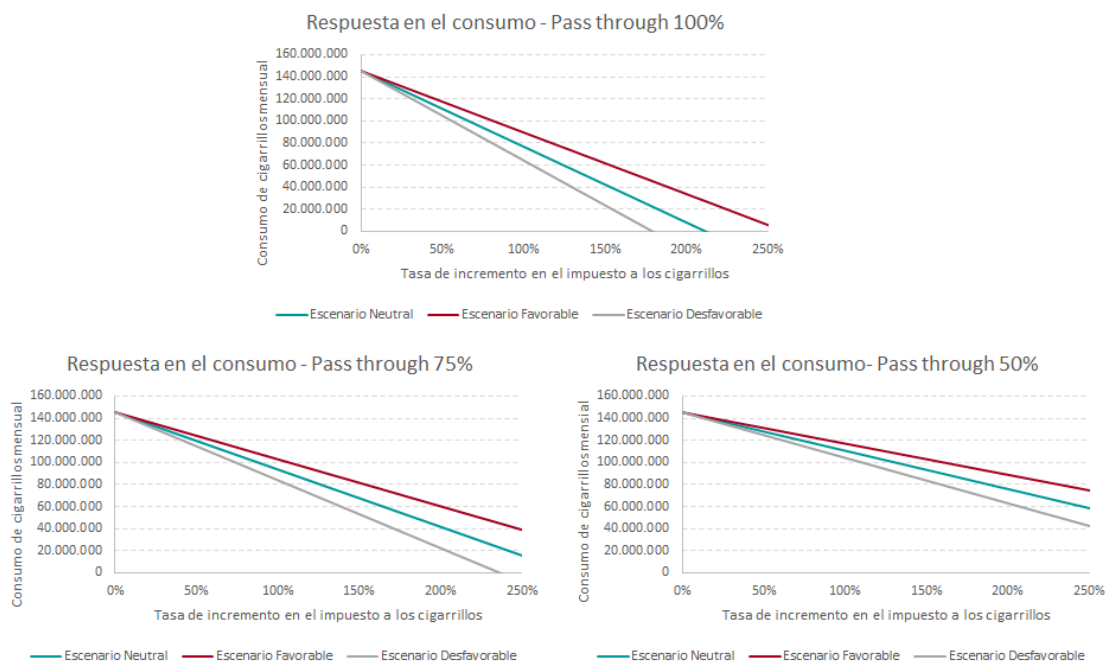 Respuesta en el consumo - Pass through 100%
Consumo de cigarrillosmensual
160.000.000
140.000.000
120.000.000
100.000.000
80.000.000
60.000.000
40.000.000
20.000.000
0
0% 50% 100% 150% 200% 250%
Tasa de incremento en el impuesto a los cigarrillos
Escenario Neutral Escenario Favorable Escenario Desfavorable
Respuesta en el consumo - Pass through 75%
Consumo de cigarrillosmensual
160.000.000
140.000.000
120.000.000
100.000.000
80.000.000
60.000.000
40.000.000
20.000.000
0
0% 50% 100% 150% 200% 250%
Tasa de incremento en el impuesto a los cigarrillos
Escenario Neutral Escenario Favorable Escenario Desfavorable
Respuesta en el consumo- Pass through 50%
Consumo de cigarrillosmensial
160.000.000
140.000.000
120.000.000
100.000.000
80.000.000
60.000.000
40.000.000
20.000.000
0
0% 50% 100% 150% 200% 250%
Tasa de incremento en el impuesto a los cigarrillos
Escenario Neutral Escenario Favorable Escenario Desfavorable